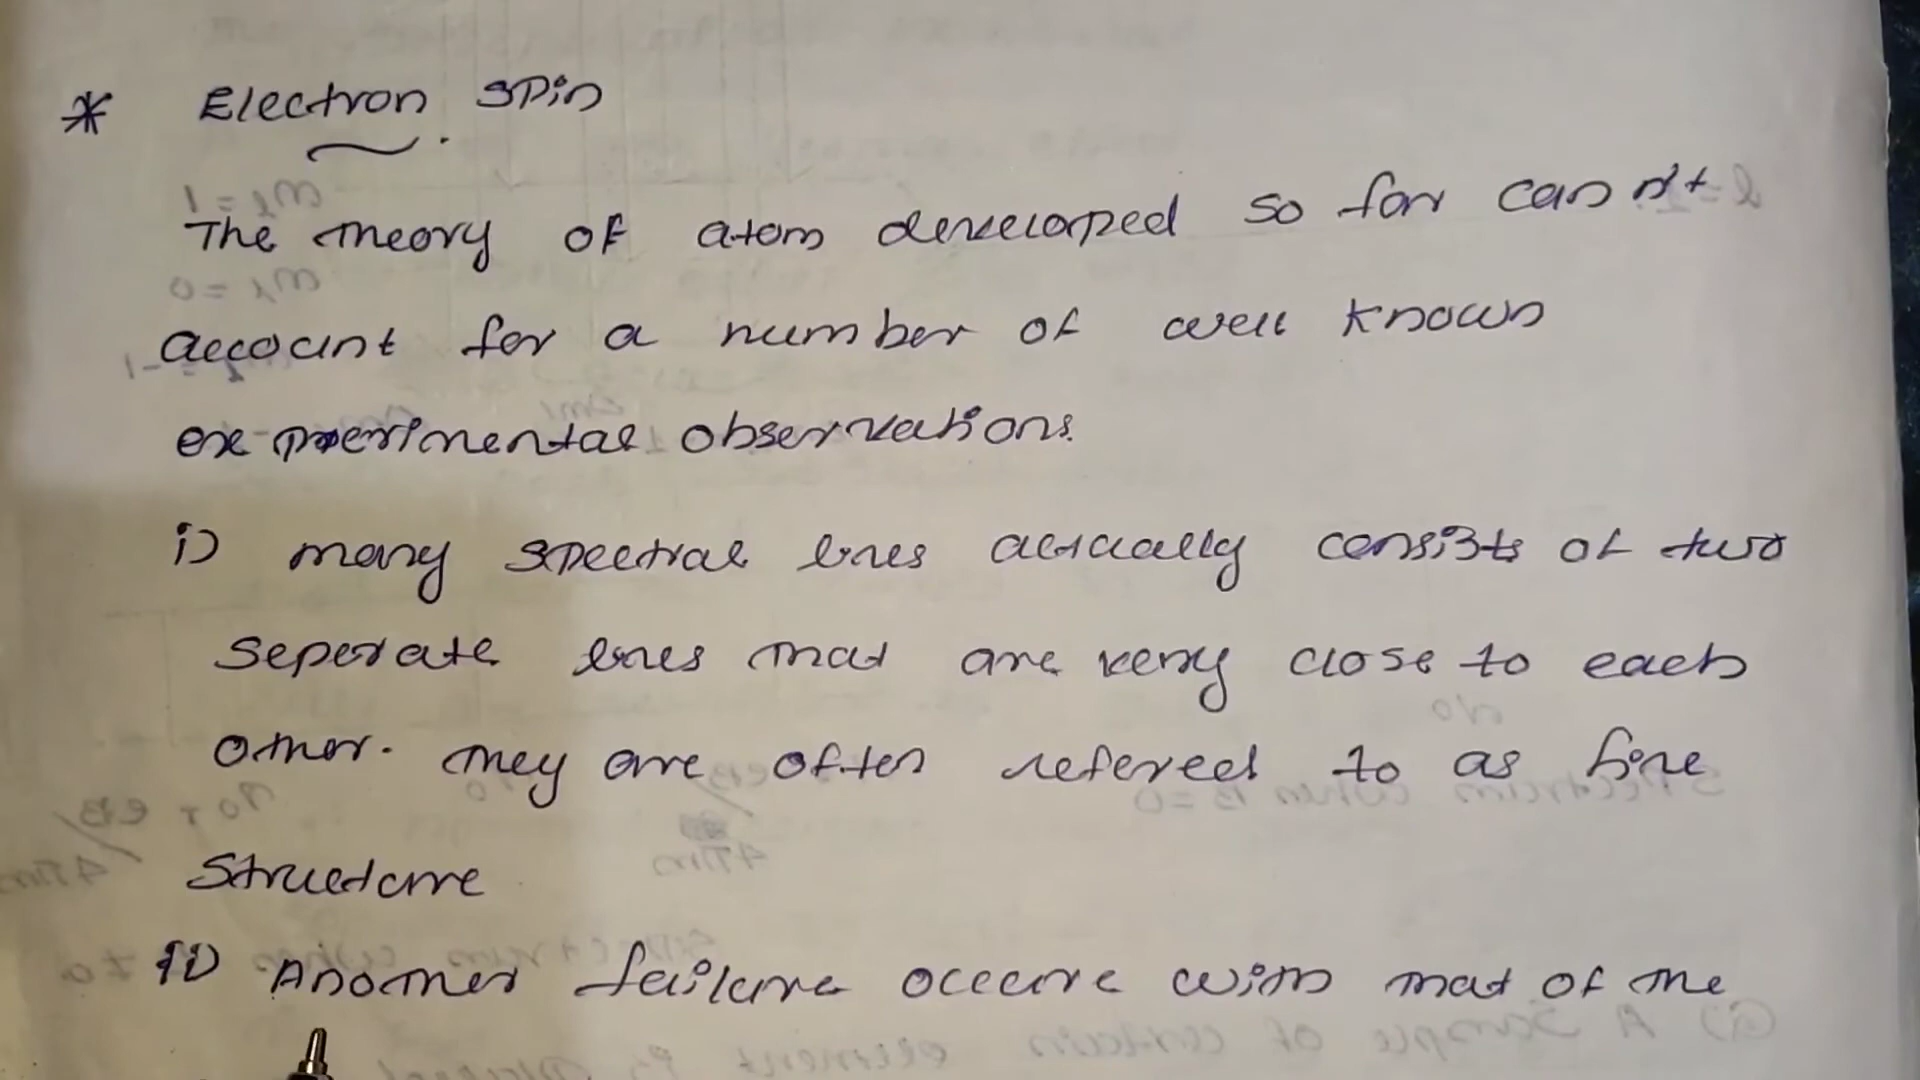 * Electron spin
The theory of atom developed so far can n't
account for a number of well known
experimental observations.
i) many spectral lines actually consists of two
seperate lines that are very close to each
other. They are often refereed to as fine
Structure
ii) Another failure occure with that of the